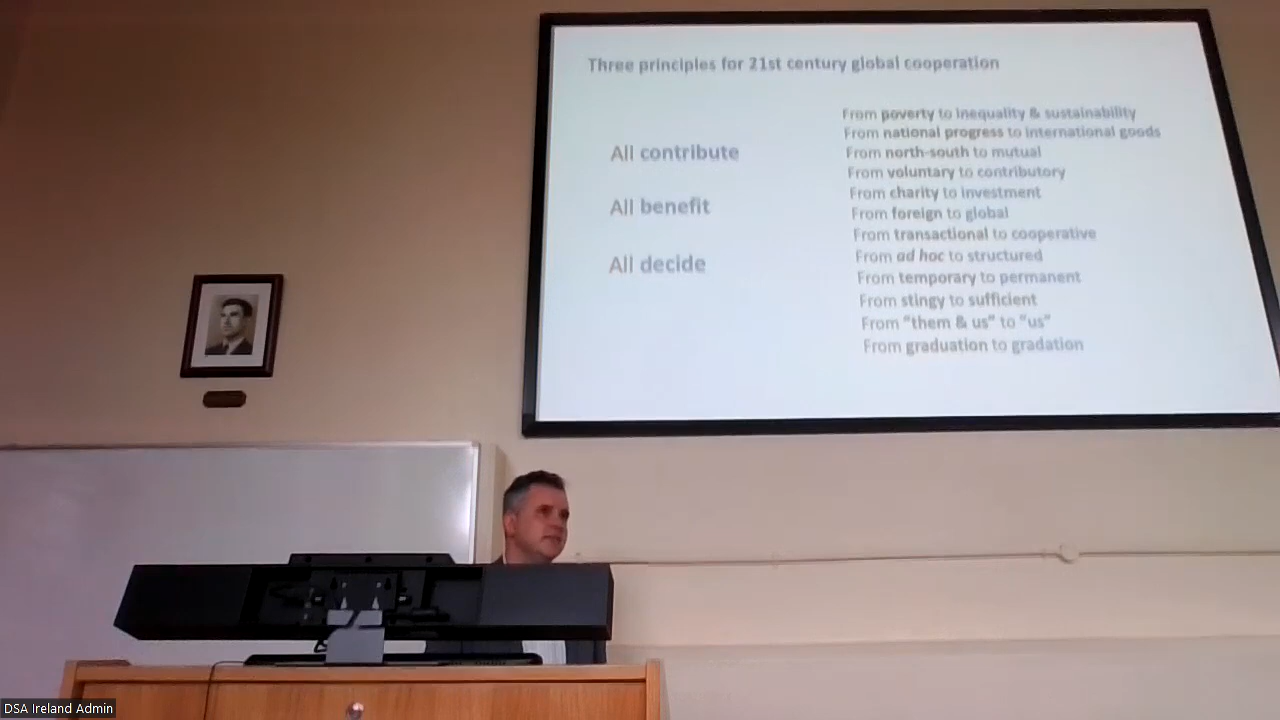 Three principles for 21st century global cooperation
All contribute
All benefit
All decide
From poverty to inequality & sustainability
From national progress to international goods
From north-south to mutual
From voluntary to contributory
From charity to investment
From foreign to global
From transactional to cooperative
From ad hoc to structured
From temporary to permanent
From stingy to sufficient
From "them & us" to "us"
From graduation to gradation
DSA Ireland Admin